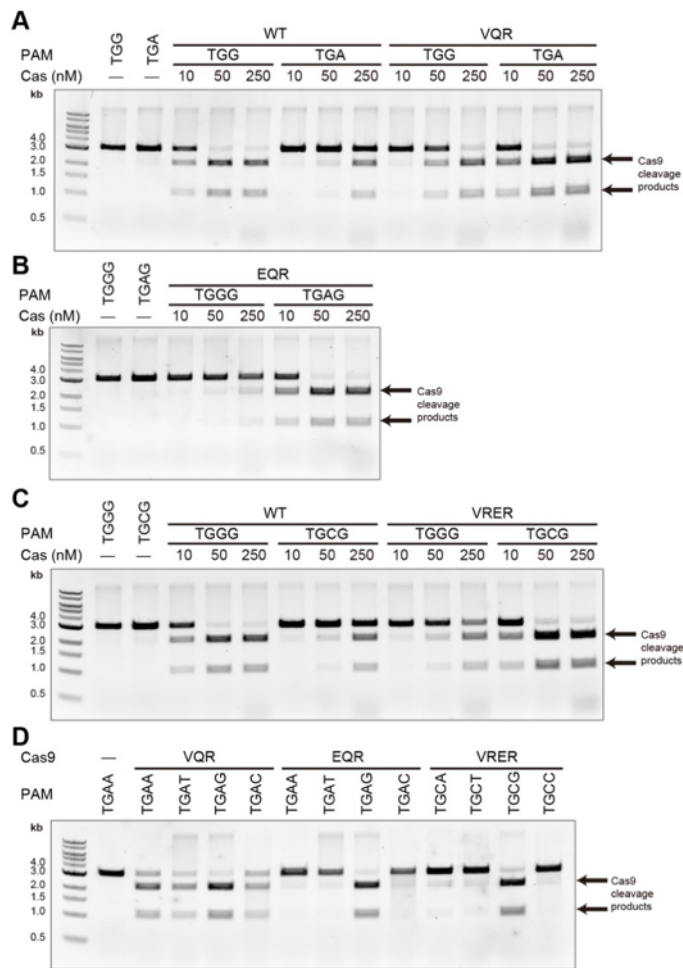 A
WT VQR
PAM TGG TGA TGG TGA TGG TGA
Cas (nM) — — 10 50 250 10 50 250 10 50 250 10 50 250
kb
4.0
3.0
2.0
1.5
1.0
0.5
Cas9
cleavage
products
B
EQR
PAM TGGG TGAG TGGG TGAG
Cas (nM) — — 10 50 250 10 50 250
kb
4.0
3.0
2.0
1.5
1.0
0.5
Cas9
cleavage
products
C
WT VRER
PAM TGGG TGCG TGGG TGCG TGGG TGCG
Cas (nM) — — 10 50 250 10 50 250 10 50 250 10 50 250
kb
4.0
3.0
2.0
1.5
1.0
0.5
Cas9
cleavage
products
D
Cas9 — VQR EQR VRER
PAM TGAA TGAA TGAT TGAG TGAC TGAA TGAT TGAG TGAC TGCA TGCT TGCG TGCC
kb
4.0
3.0
2.0
1.5
1.0
0.5
Cas9
cleavage
products